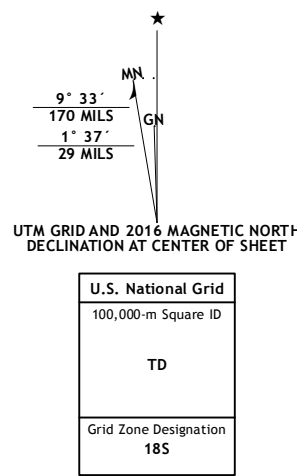 ★
MN
GN
9° 33´
170 MILS
1° 37´
29 MILS
UTM GRID AND 2016 MAGNETIC NORTH
DECLINATION AT CENTER OF SHEET
U.S. National Grid
100,000-m Square ID
TD
Grid Zone Designation
18S